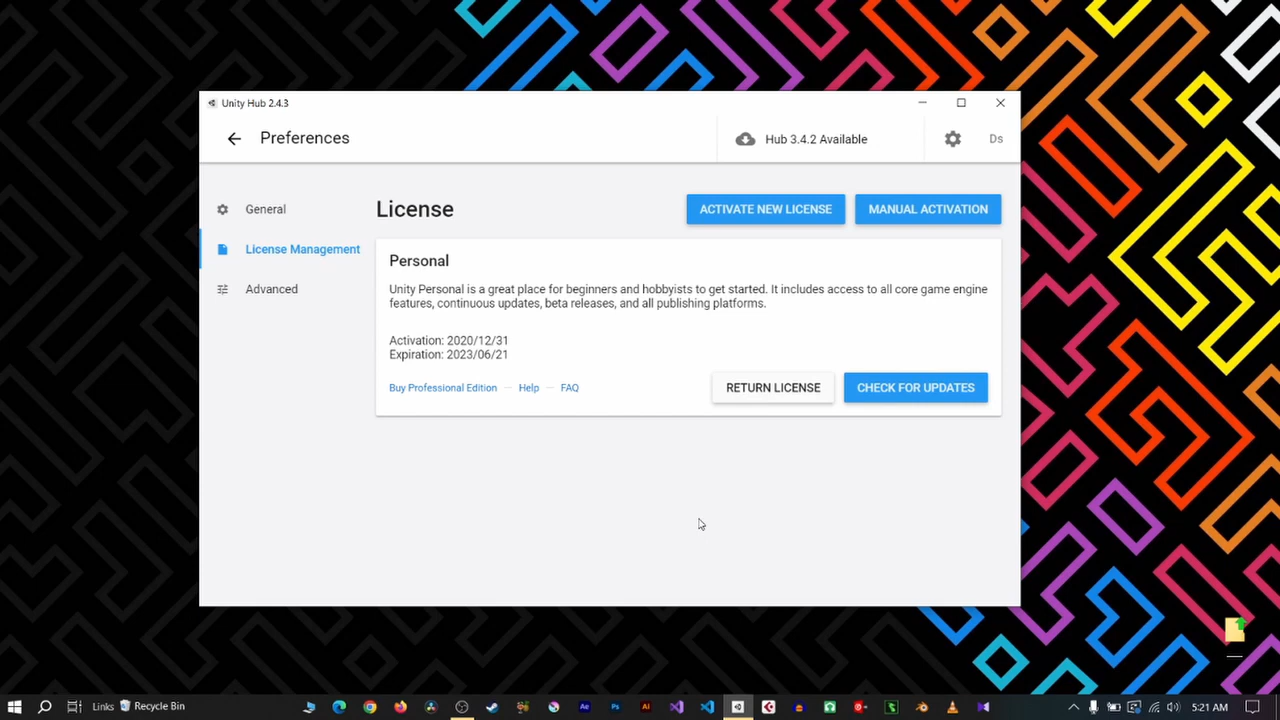 Unity Hub 2.4.3
Preferences
Hub 3.4.2 Available
Ds
General
License Management
Advanced
License
ACTIVATE NEW LICENSE
MANUAL ACTIVATION
Personal
Unity Personal is a great place for beginners and hobbyists to get started. It includes access to all core game engine
features, continuous updates, beta releases, and all publishing platforms.
Activation: 2020/12/31
Expiration: 2023/06/21
Buy Professional Edition — Help — FAQ
RETURN LICENSE
CHECK FOR UPDATES
Links
Recycle Bin
Ae
Ps
Ai
5:21 AM